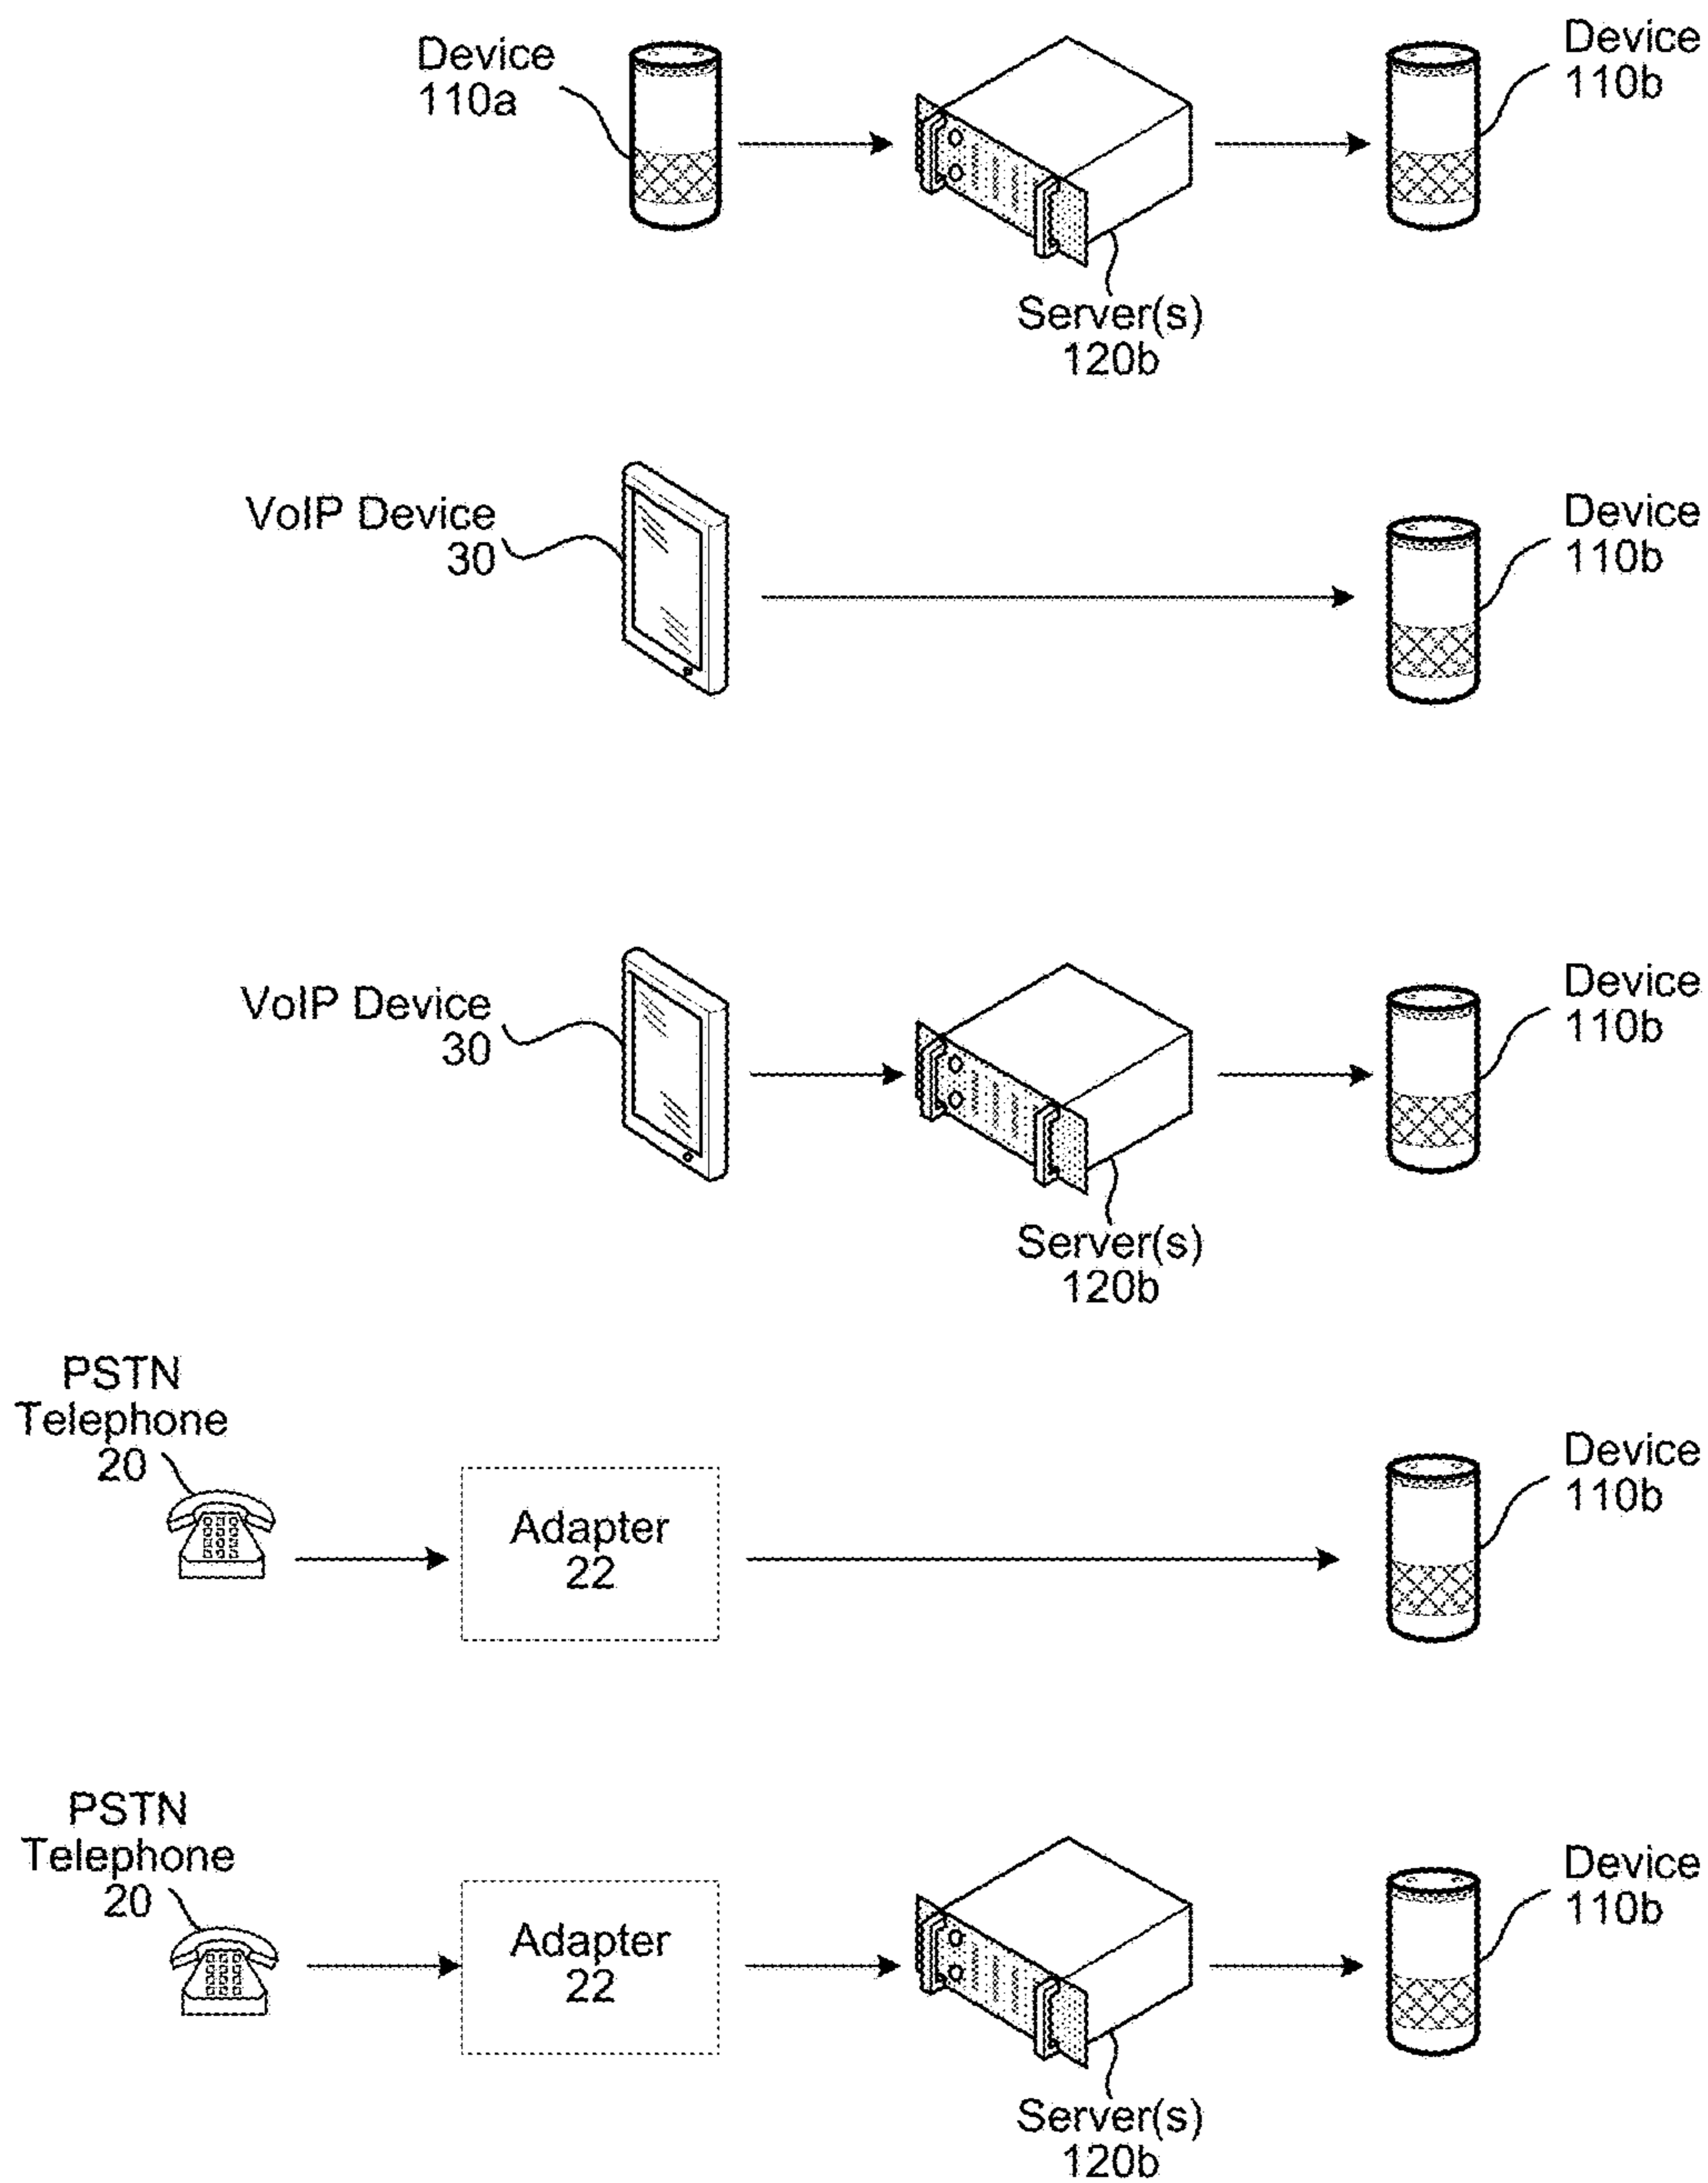 Device
110a
Device
110b
Server(s)
120b
VoIP Device
30
Device
110b
VoIP Device
30
Device
110b
Server(s)
120b
PSTN
Telephone
20
Adapter
22
Device
110b
PSTN
Telephone
20
Adapter
22
Device
110b
Server(s)
120b